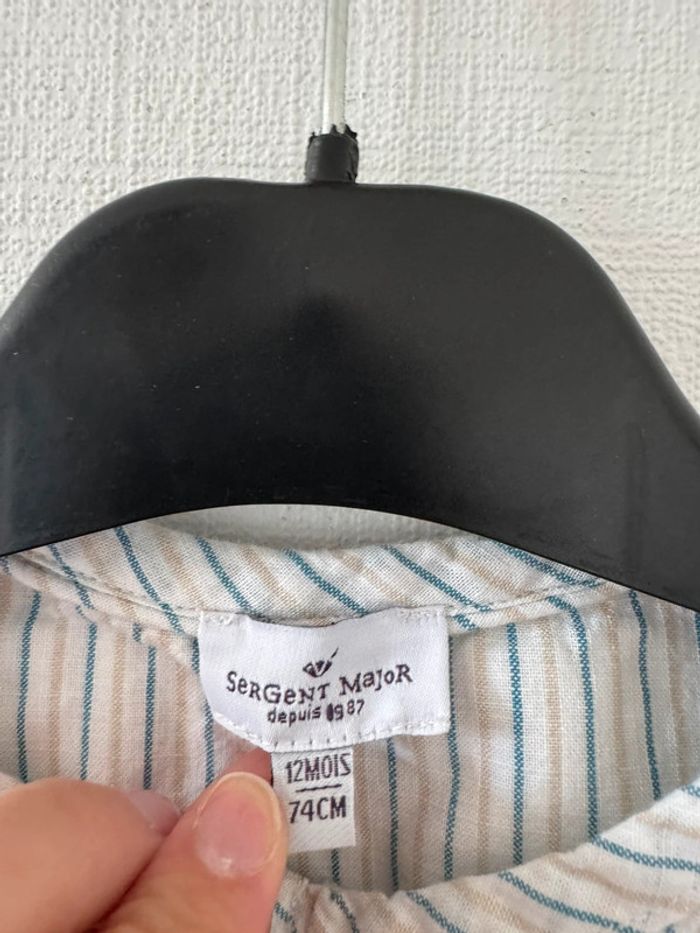 SerGent Major
depuis 1987
12MOIS
74CM